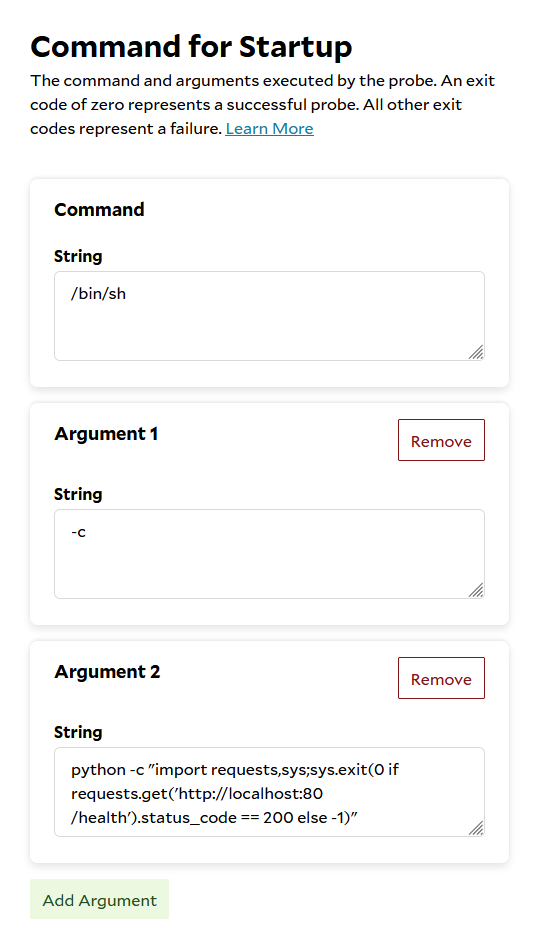 Command for Startup
The command and arguments executed by the probe. An exit
code of zero represents a successful probe. All other exit
codes represent a failure. Learn More
Command
String
/bin/sh
Argument 1
Remove
String
-c
Argument 2
Remove
String
python -c "import requests,sys;sys.exit(0 if
requests.get('http://localhost:80
/health').status_code == 200 else -1)"
Add Argument